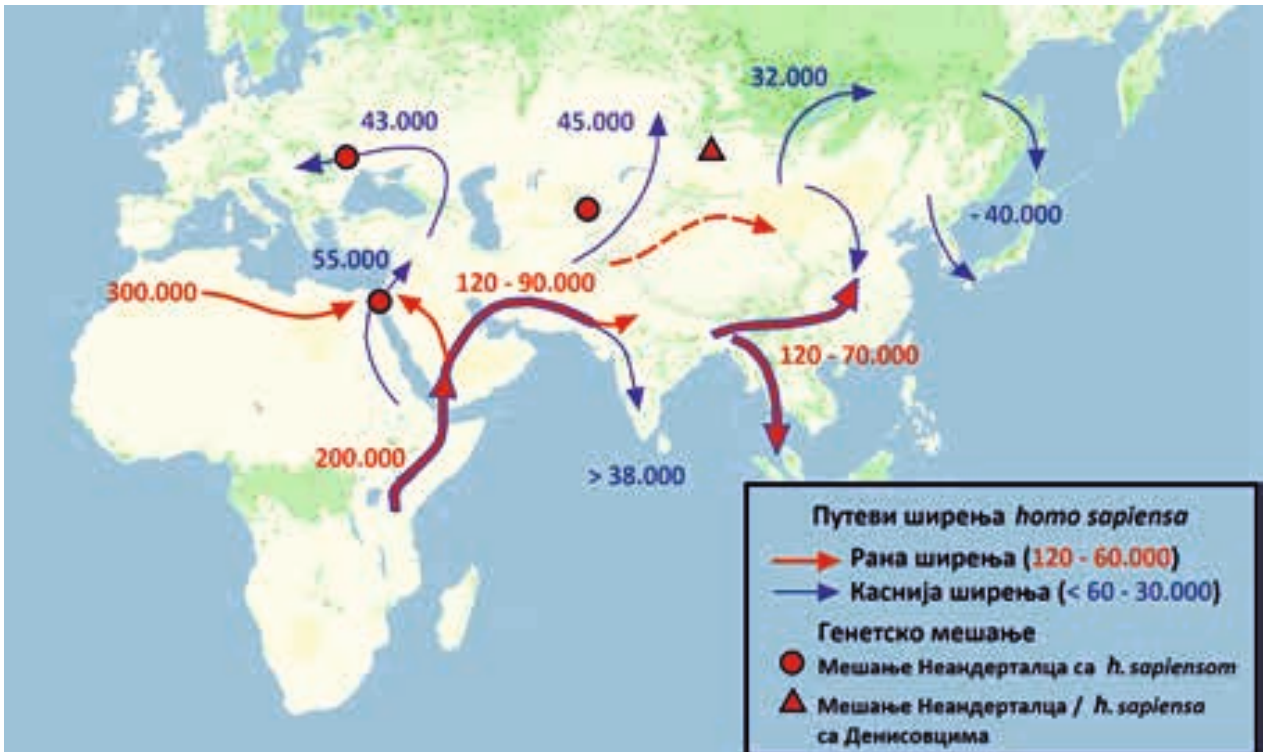 32.000
43.000
45.000
- 40.000
55.000
300.000
120 - 90.000
120 - 70.000
200.000
> 38.000
Путеви ширења homo sapiensa
Рана ширења (120 - 60.000)
Каснија ширења (< 60 - 30.000)
Генетско мешање
Мешање Неандерталца са h. sapiensom
Мешање Неандерталца / h. sapiensa
са Денисовцима